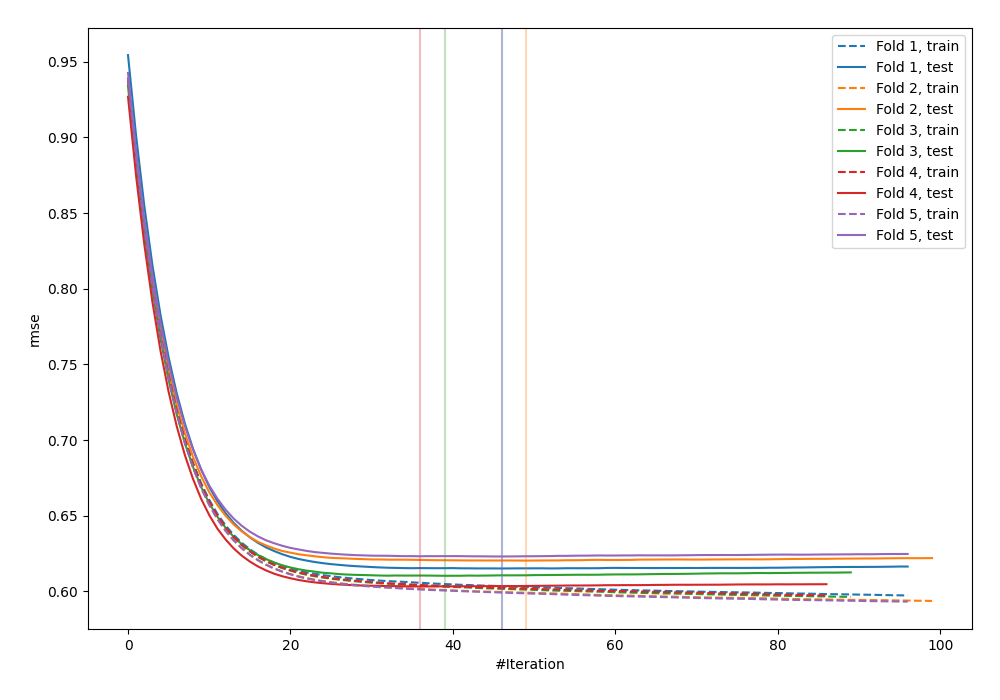 0.95
0.90
0.85
0.80
0.75
0.70
0.65
0.60
rmse
0
20
40
60
80
100
#Iteration
Fold 1, train
Fold 1, test
Fold 2, train
Fold 2, test
Fold 3, train
Fold 3, test
Fold 4, train
Fold 4, test
Fold 5, train
Fold 5, test